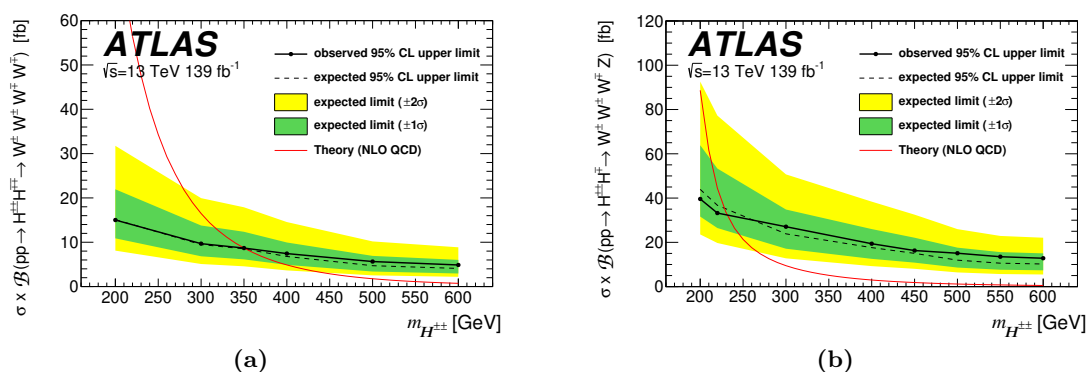 σ x 𝓑(pp→ H±±H∓∓→ W± W± W∓ W∓) [fb]
60
50
40
30
20
10
0
ATLAS
√s=13 TeV 139 fb-1
observed 95% CL upper limit
expected 95% CL upper limit
expected limit (±2σ)
expected limit (±1σ)
Theory (NLO QCD)
200 250 300 350 400 450 500 550 600
mH±± [GeV]
(a)
σ x 𝓑(pp→ H±±H∓→ W± W± W∓ Z) [fb]
120
100
80
60
40
20
0
ATLAS
√s=13 TeV 139 fb-1
observed 95% CL upper limit
expected 95% CL upper limit
expected limit (±2σ)
expected limit (±1σ)
Theory (NLO QCD)
200 250 300 350 400 450 500 550 600
mH±± [GeV]
(b)